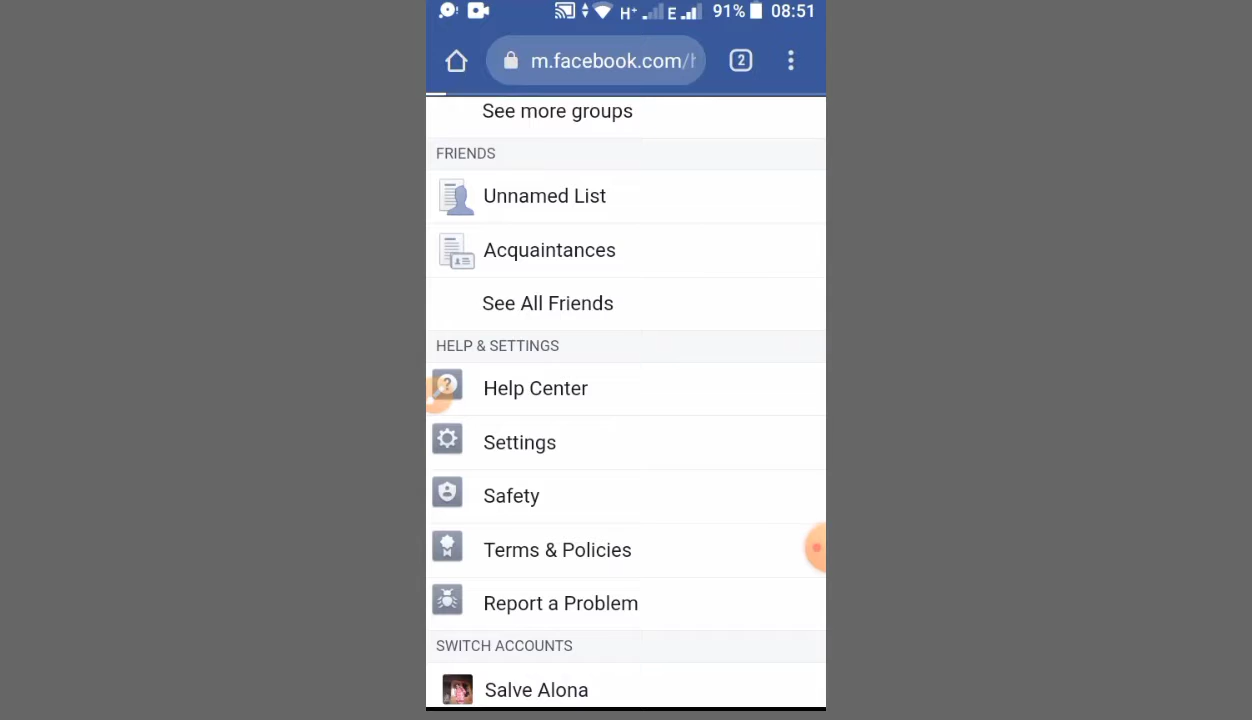 H+ E 91% 08:51
m.facebook.com/h 2
See more groups
FRIENDS
Unnamed List
Acquaintances
See All Friends
HELP & SETTINGS
Help Center
Settings
Safety
Terms & Policies
Report a Problem
SWITCH ACCOUNTS
Salve Alona